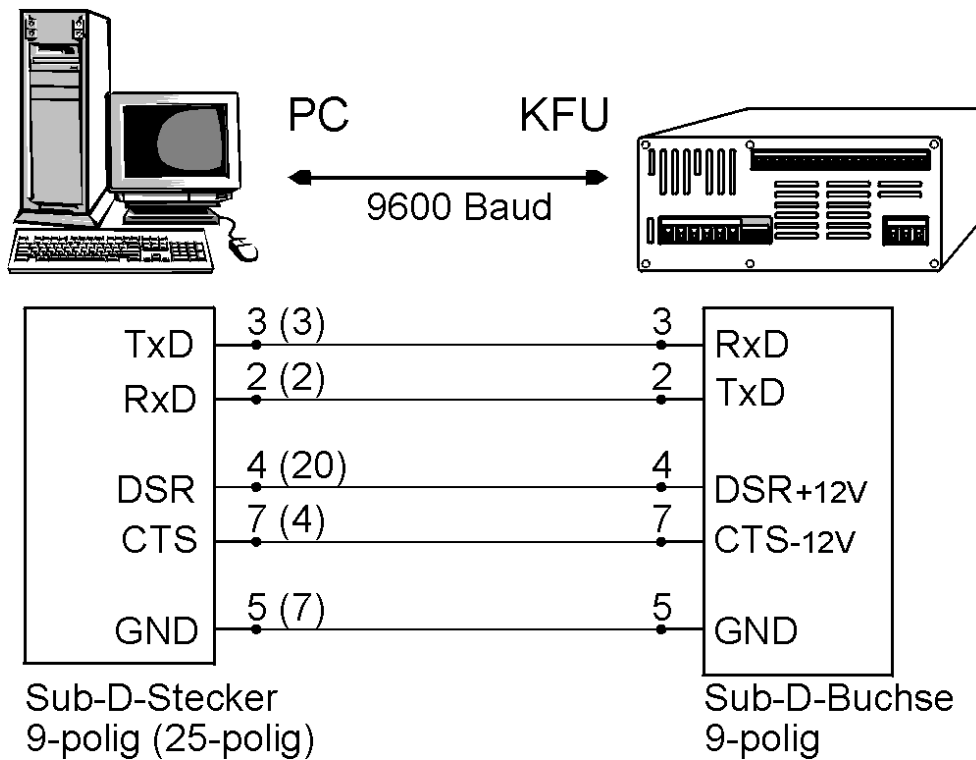 PC KFU
9600 Baud
TxD 3 (3) 3 RxD
RxD 2 (2) 2 TxD
DSR 4 (20) 4 DSR+12V
CTS 7 (4) 7 CTS-12V
GND 5 (7) 5 GND
Sub-D-Stecker Sub-D-Buchse
9-polig (25-polig) 9-polig